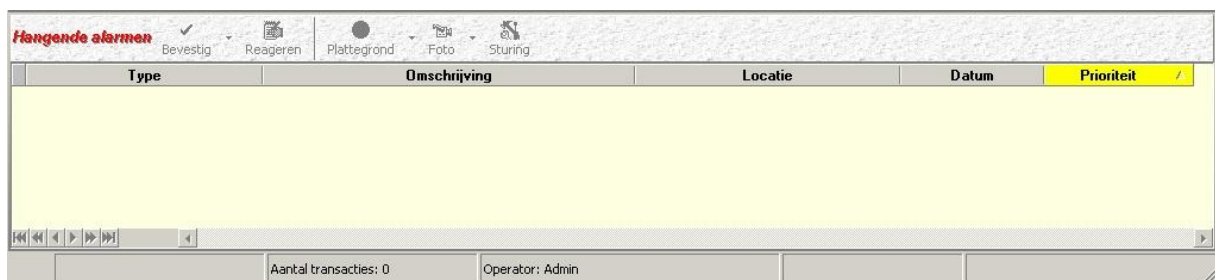 Hangende alarmen Bevestig Reageren Plattegrond Foto Sturing
Type Omschrijving Locatie Datum Prioriteit
Aantal transacties: 0 Operator: Admin